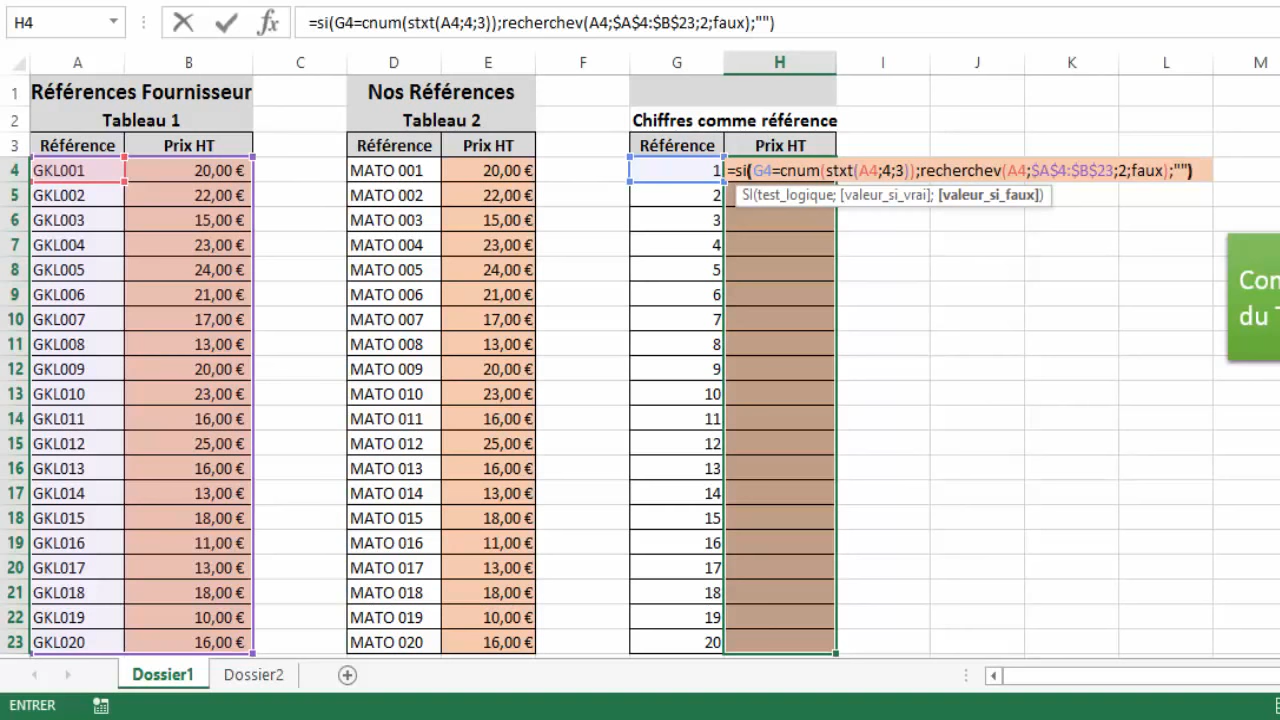 H4 fx =si(G4=cnum(stxt(A4;4;3));recherchev(A4;$A$4:$B$23;2;faux);"")
A B C D E F G H I J K L M
1 Références Fournisseur Nos Références
2 Tableau 1 Tableau 2 Chiffres comme référence
3 Référence Prix HT Référence Prix HT Référence Prix HT
4 GKL001 20,00 € MATO 001 20,00 € 1 =si(G4=cnum(stxt(A4;4;3));recherchev(A4;$A$4:$B$23;2;faux);"")
5 GKL002 22,00 € MATO 002 22,00 € 2 SI(test_logique; [valeur_si_vrai]; [valeur_si_faux])
6 GKL003 15,00 € MATO 003 15,00 € 3
7 GKL004 23,00 € MATO 004 23,00 € 4
8 GKL005 24,00 € MATO 005 24,00 € 5
9 GKL006 21,00 € MATO 006 21,00 € 6
10 GKL007 17,00 € MATO 007 17,00 € 7
11 GKL008 13,00 € MATO 008 13,00 € 8
12 GKL009 20,00 € MATO 009 20,00 € 9
13 GKL010 23,00 € MATO 010 23,00 € 10
14 GKL011 16,00 € MATO 011 16,00 € 11
15 GKL012 25,00 € MATO 012 25,00 € 12
16 GKL013 16,00 € MATO 013 16,00 € 13
17 GKL014 13,00 € MATO 014 13,00 € 14
18 GKL015 18,00 € MATO 015 18,00 € 15
19 GKL016 11,00 € MATO 016 11,00 € 16
20 GKL017 13,00 € MATO 017 13,00 € 17
21 GKL018 18,00 € MATO 018 18,00 € 18
22 GKL019 10,00 € MATO 019 10,00 € 19
23 GKL020 16,00 € MATO 020 16,00 € 20
du
Dossier1 Dossier2
ENTRER